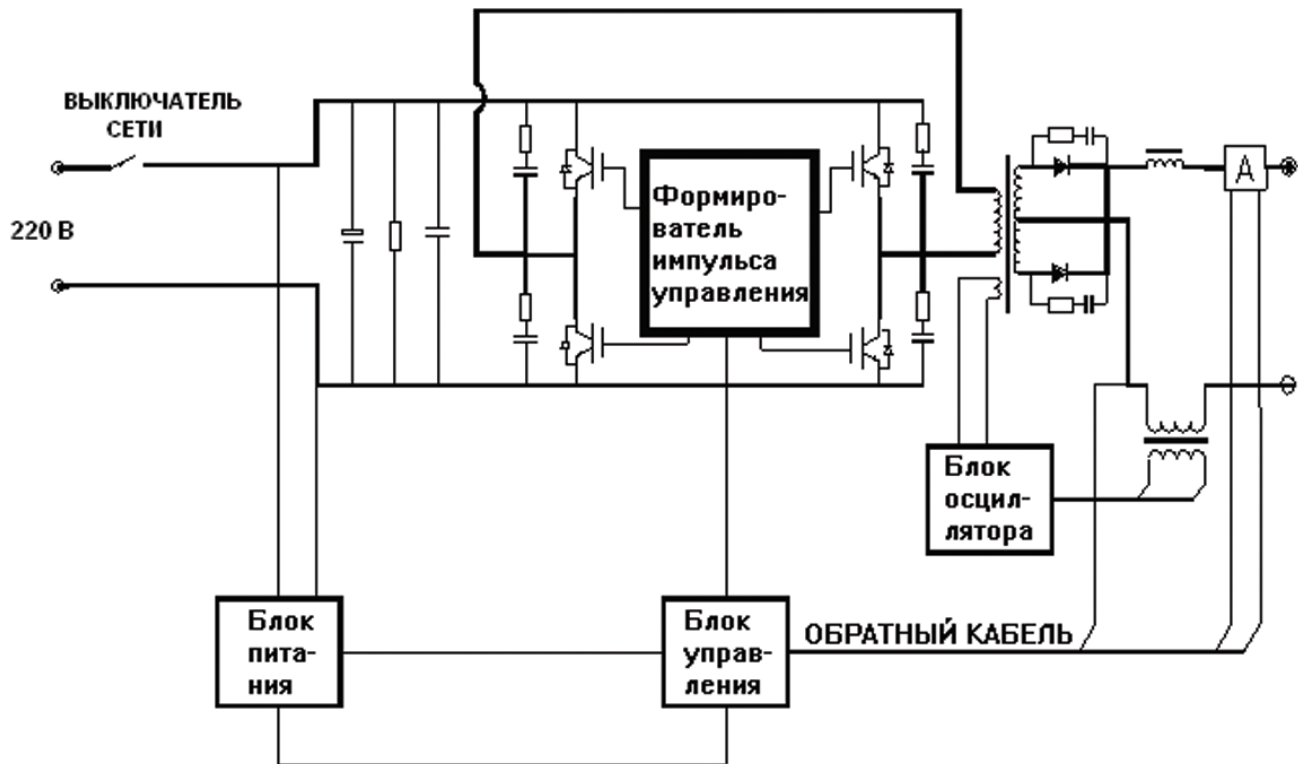 ВЫКЛЮЧАТЕЛЬ
СЕТИ
220 В
Формиро-
ватель
импульса
управления
А
Блок
осцил-
лятора
Блок
пита-
ния
Блок
управ-
ления
ОБРАТНЫЙ КАБЕЛЬ